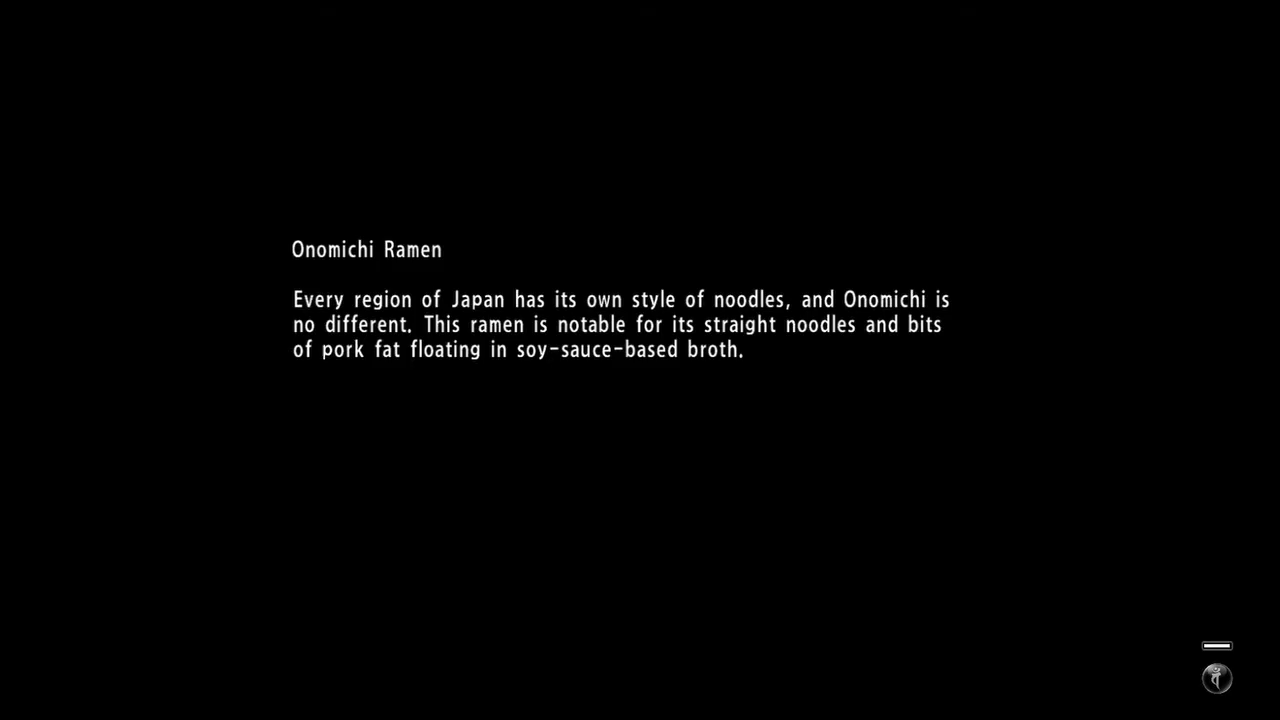 Onomichi Ramen
Every region of Japan has its own style of noodles, and Onomichi is
no different. This ramen is notable for its straight noodles and bits
of pork fat floating in soy-sauce-based broth.